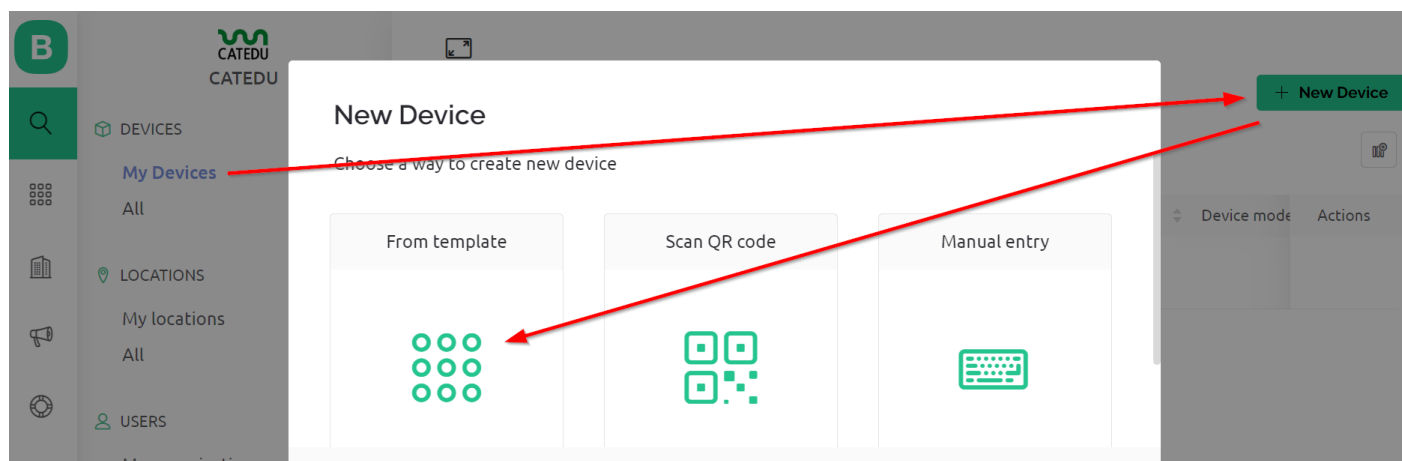 B
CATEDU
CATEDU
DEVICES
My Devices
All
LOCATIONS
My locations
All
USERS
New Device
Choose a way to create new device
From template
Scan QR code
Manual entry
+ New Device
Device mode
Actions